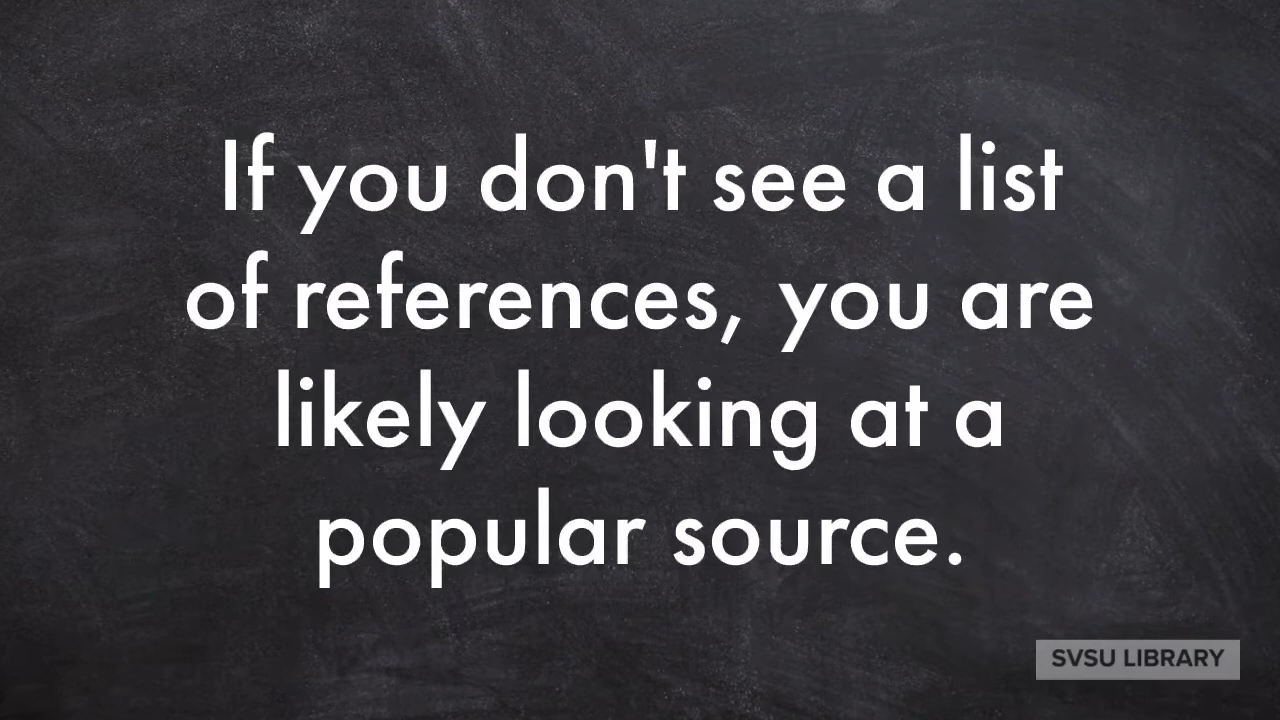 If you don't see a list
of references, you are
likely looking at a
popular source.
SVSU LIBRARY